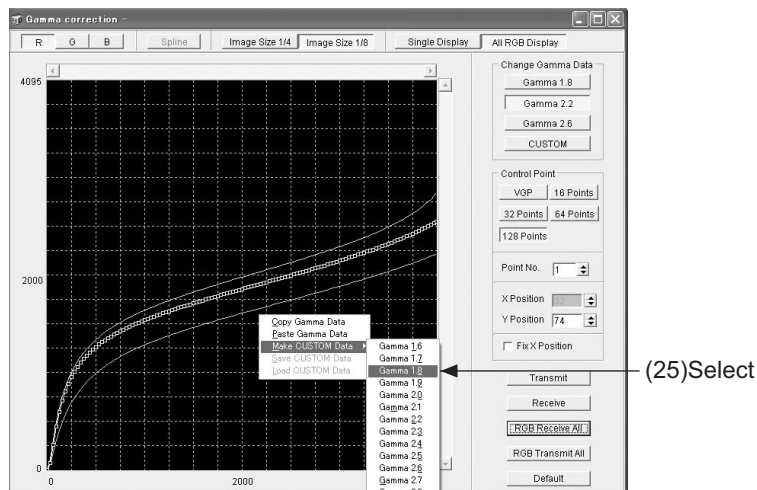 Gamma correction -
R G B Spline Image Size 1/4 Image Size 1/8 Single Display All RGB Display
4095
2000
0
0 2000
Copy Gamma Data
Paste Gamma Data
Make CUSTOM Data
Save CUSTOM Data
Load CUSTOM Data
Gamma 1.6
Gamma 1.7
Gamma 1.8
Gamma 1.9
Gamma 2.0
Gamma 2.1
Gamma 2.2
Gamma 2.3
Gamma 2.4
Gamma 2.5
Gamma 2.6
Gamma 2.7
Change Gamma Data
Gamma 1.8
Gamma 2.2
Gamma 2.6
CUSTOM
Control Point
VGP 16 Points
32 Points 64 Points
128 Points
Point No. 1
X Position
Y Position 74
Fix X Position
Transmit
Receive
RGB Receive All
RGB Transmit All
Default
(25)Select